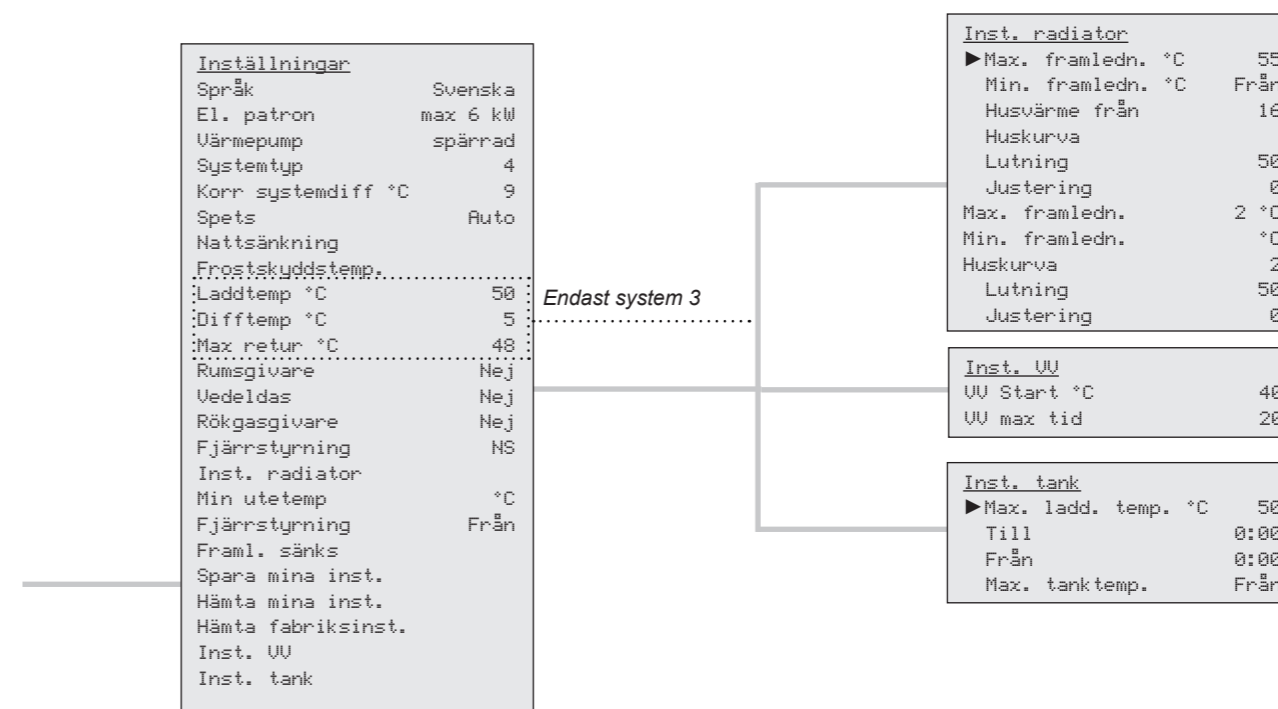 Inställningar
Språk Svenska
El. patron max 6 kW
Värmepump spärrad
Systemtyp 4
Korr systemdiff °C 9
Spets Auto
Nattsänkning
Frostskyddstemp.
Laddtemp °C 50
Difftemp °C 5
Max retur °C 48
Rumsgivare Nej
Vedeldas Nej
Rökgasgivare Nej
Fjärrstyrning NS
Inst. radiator
Min utetemp °C
Fjärrstyrning Från
Framl. sänks
Spara mina inst.
Hämta mina inst.
Hämta fabriksinst.
Inst. VV
Inst. tank
Endast system 3
Inst. radiator
►Max. framledn. °C 55
Min. framledn. °C Från
Husvärme från 16
Huskurva
Lutning 50
Justering 0
Max. framledn. 2 °C
Min. framledn. °C
Huskurva 2
Lutning 50
Justering 0
Inst. VV
VV Start °C 40
VV max tid 20
Inst. tank
►Max. ladd. temp. °C 50
Till 0:00
Från 0:00
Max. tanktemp. Från